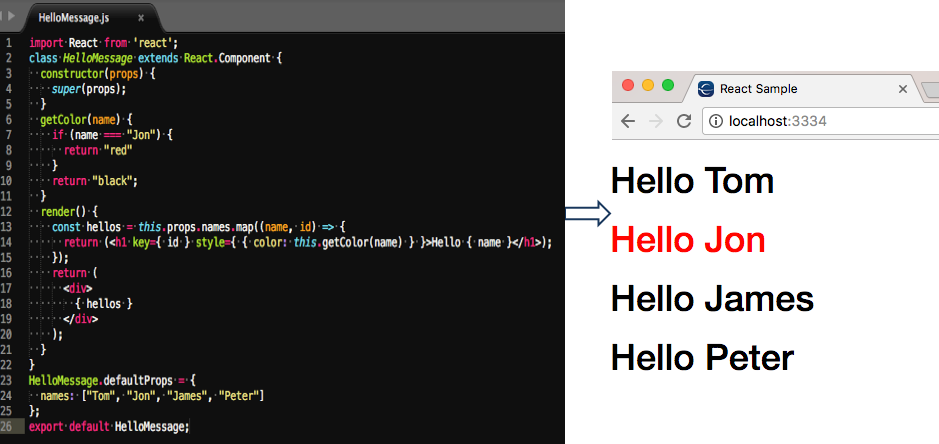 HelloMessage.js ×
1 import React from 'react';
2 class HelloMessage extends React.Component {
3 constructor(props) {
4 super(props);
5 }
6 getColor(name) {
7 if (name === "Jon") {
8 return "red"
9 }
10 return "black";
11 }
12 render() {
13 const hellos = this.props.names.map((name, id) => {
14 return (<h1 key={ id } style={ { color: this.getColor(name) } }>Hello { name }</h1>);
15 });
16 return (
17 <div>
18 { hellos }
19 </div>
20 );
21 }
22 }
23 HelloMessage.defaultProps = {
24 names: ["Tom", "Jon", "James", "Peter"]
25 };
26 export default HelloMessage;
React Sample ×
localhost:3334
Hello Tom
Hello Jon
Hello James
Hello Peter